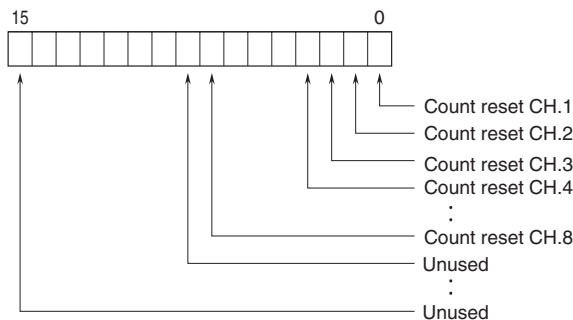 15 0
Count reset CH.1
Count reset CH.2
Count reset CH.3
Count reset CH.4
:
Count reset CH.8
Unused
:
Unused